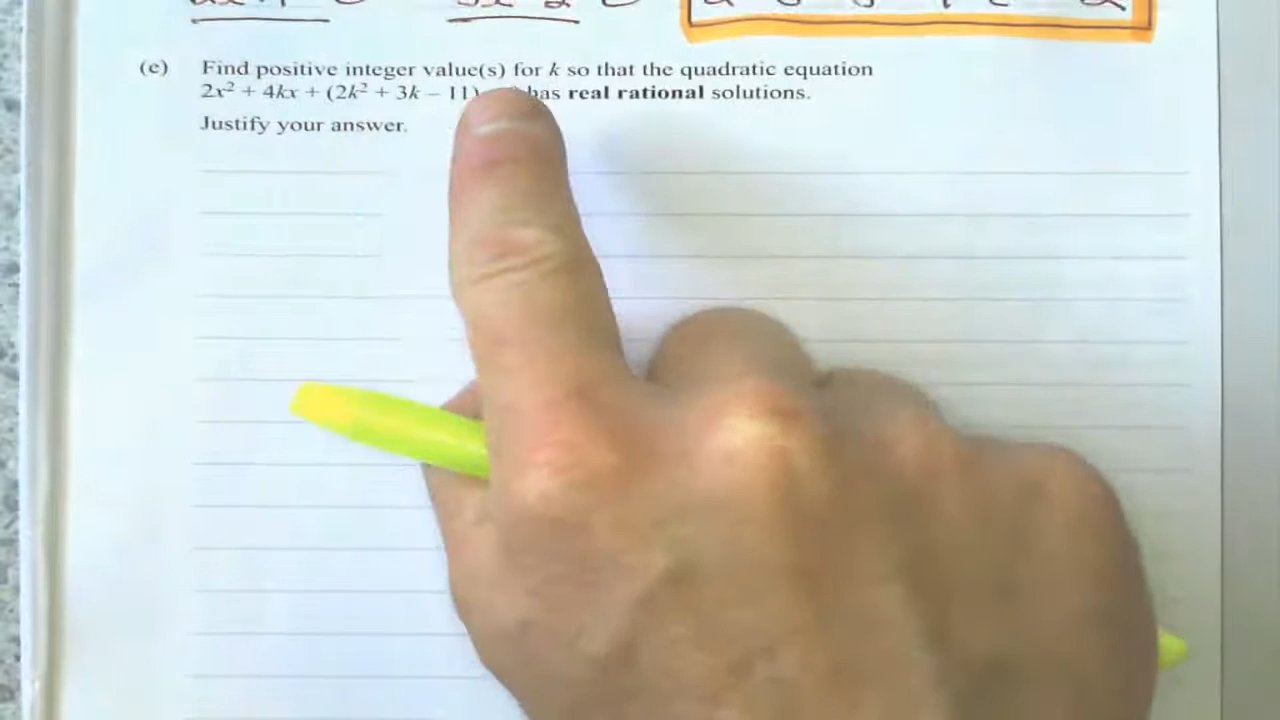 (e) Find positive integer value(s) for k so that the quadratic equation
2x² + 4kx + (2k² + 3k – 11) has real rational solutions.
Justify your answer.